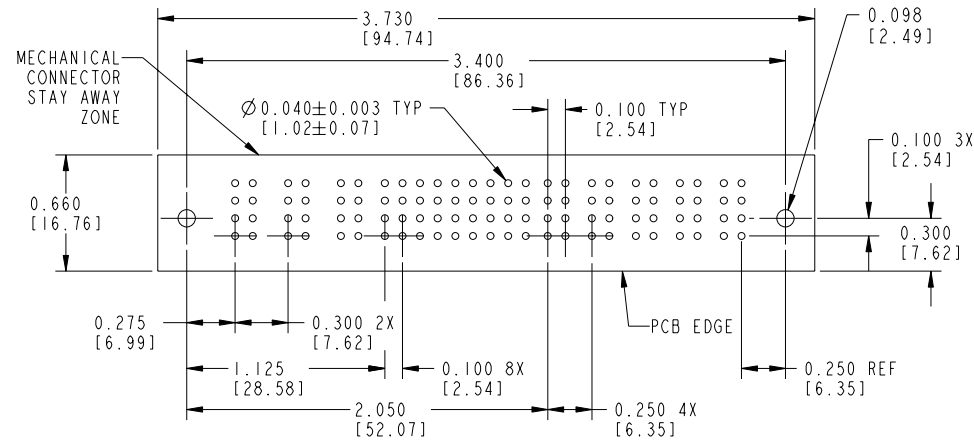 3.730
[94.74]
0.098
[2.49]
3.400
[86.36]
MECHANICAL
CONNECTOR
STAY AWAY
ZONE
Ø 0.040±0.003 TYP
[1.02±0.07]
0.100 TYP
[2.54]
0.100 3X
[2.54]
0.660
[16.76]
0.300
[7.62]
0.275
[6.99]
0.300 2X
[7.62]
PCB EDGE
1.125
[28.58]
0.100 8X
[2.54]
0.250 REF
[6.35]
2.050
[52.07]
0.250 4X
[6.35]